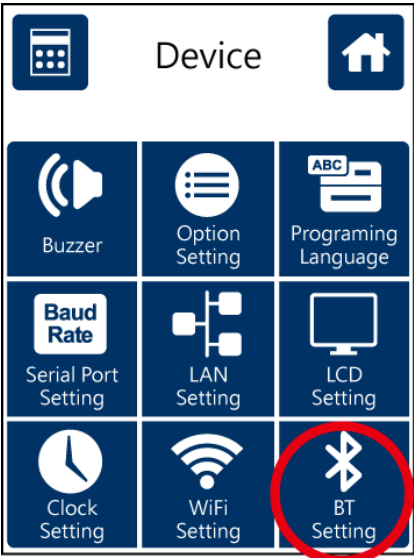 Device
Buzzer
Option
Setting
ABC
Programing
Language
Baud
Rate
Serial Port
Setting
LAN
Setting
LCD
Setting
Clock
Setting
WiFi
Setting
BT
Setting